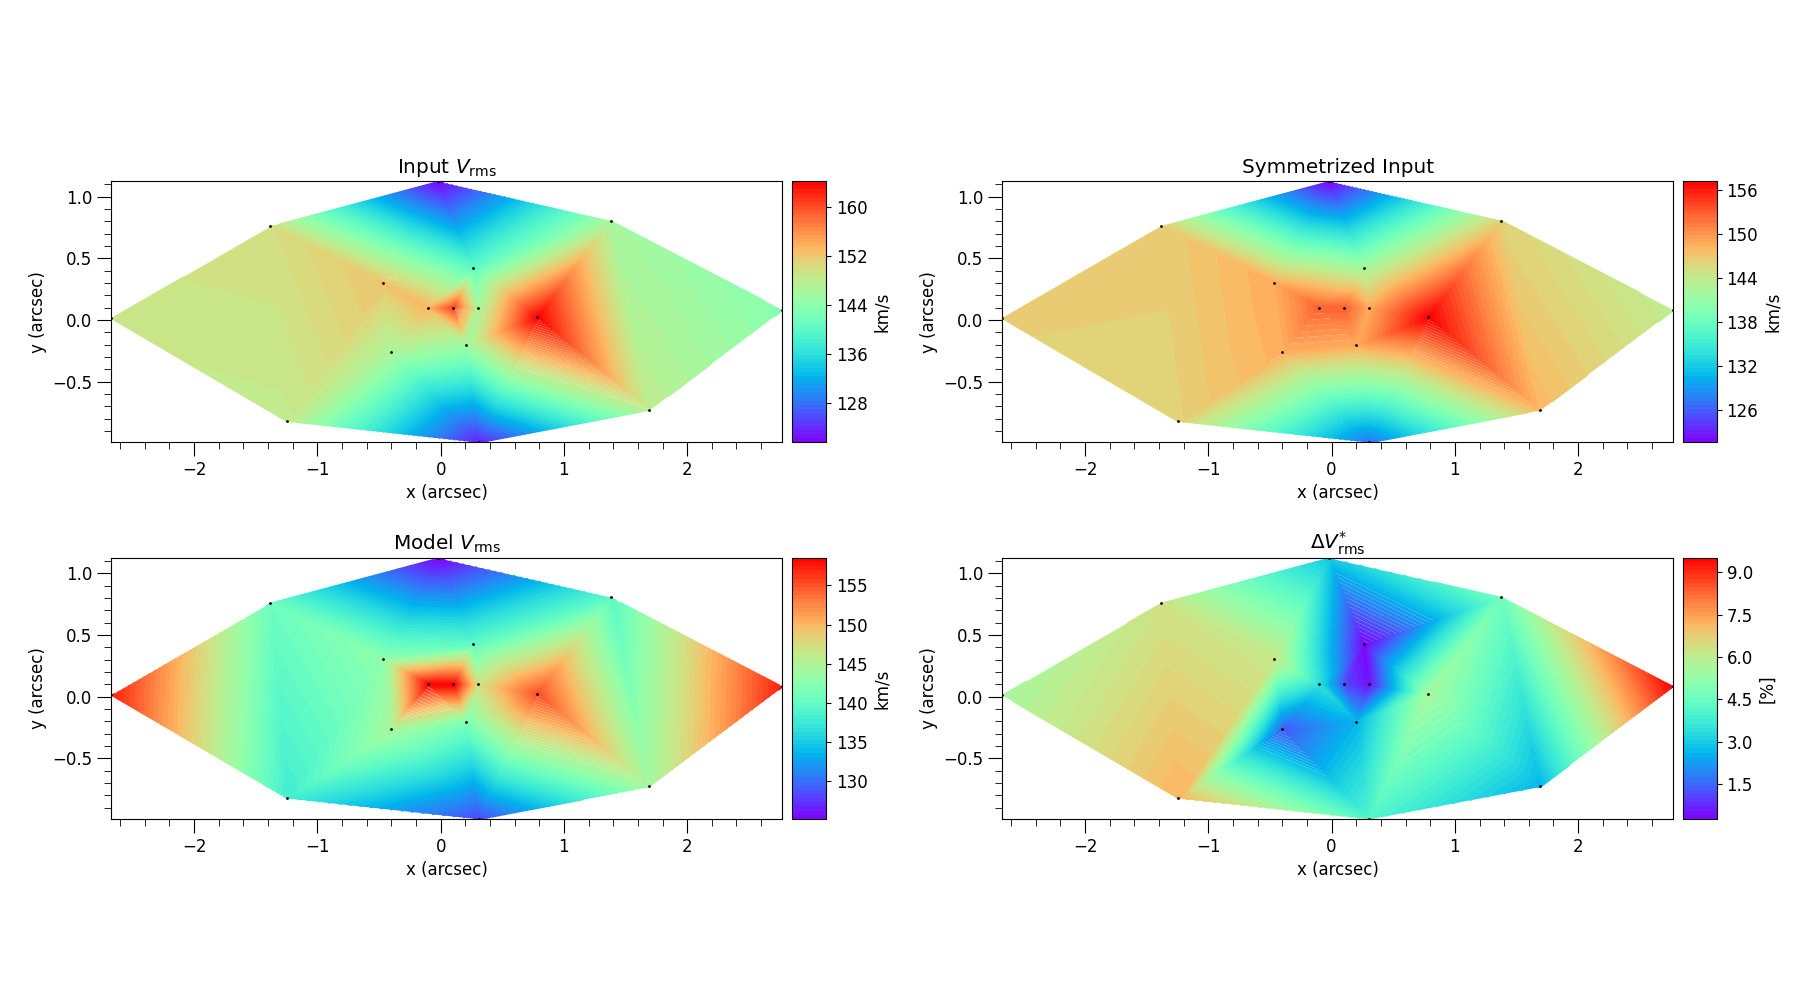 Input Vrms
1.0
0.5
0.0
−0.5
y (arcsec)
−2 −1 0 1 2
x (arcsec)
160
152
144
136
128
km/s
Symmetrized Input
1.0
0.5
0.0
−0.5
y (arcsec)
−2 −1 0 1 2
x (arcsec)
156
150
144
138
132
126
km/s
Model Vrms
1.0
0.5
0.0
−0.5
y (arcsec)
−2 −1 0 1 2
x (arcsec)
155
150
145
140
135
130
km/s
ΔV*rms
1.0
0.5
0.0
−0.5
y (arcsec)
−2 −1 0 1 2
x (arcsec)
9.0
7.5
6.0
4.5
3.0
1.5
[%]